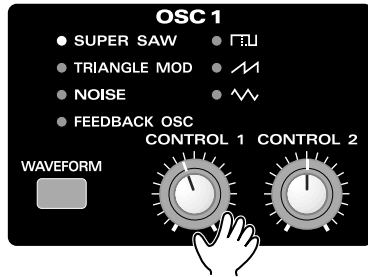 OSC 1
SUPER SAW
TRIANGLE MOD
NOISE
FEEDBACK OSC
CONTROL 1 CONTROL 2
WAVEFORM